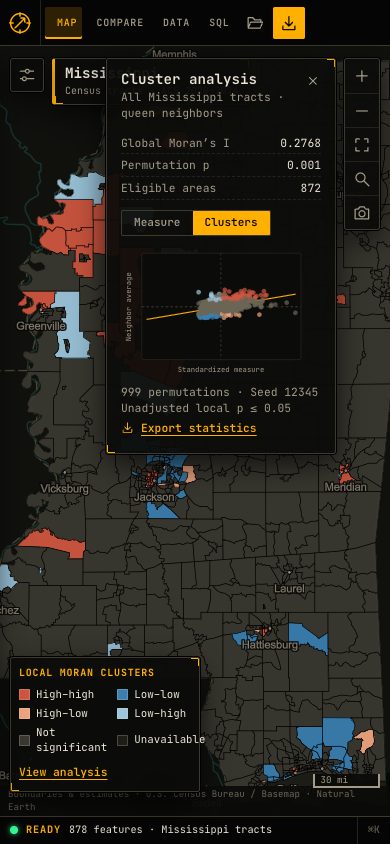 MAP COMPARE DATA SQL
Memphis
Census
Cluster analysis
All Mississippi tracts ·
queen neighbors
Global Moran's I 0.2768
Permutation p 0.001
Eligible areas 872
Measure Clusters
Neighbor average
Standardized measure
999 permutations · Seed 12345
Unadjusted local p ≤ 0.05
Export statistics
Greenville
Vicksburg
Jackson
Meridian
Laurel
Hattiesburg
LOCAL MORAN CLUSTERS
High–high Low–low
High–low Low–high
Not
significant
Unavailable
View analysis
30 mi
Boundaries & estimates · U.S. Census Bureau / Basemap · Natural
Earth
READY 878 features · Mississippi tracts
⌘K